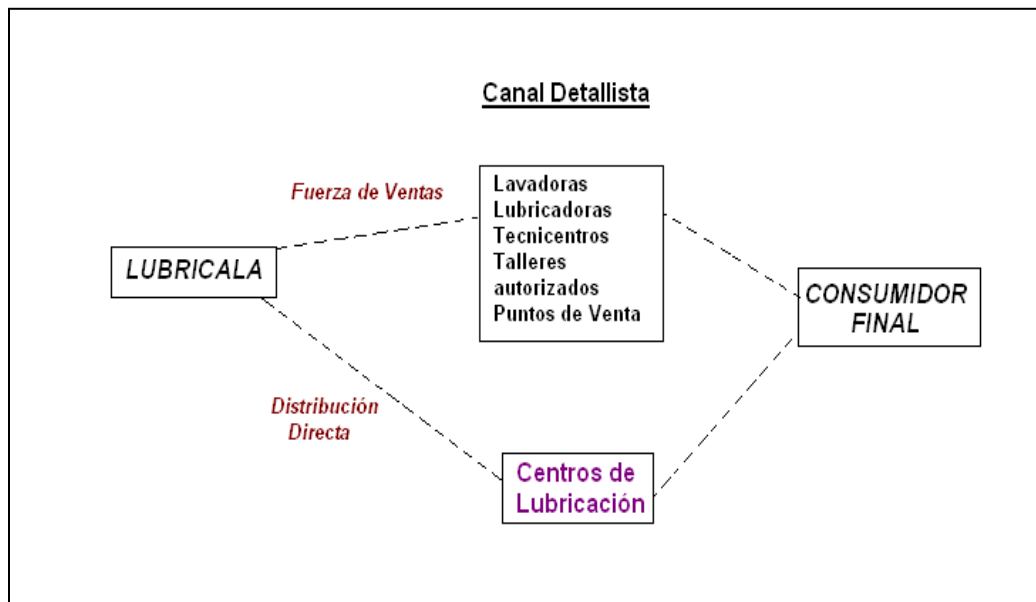 Canal Detallista
Fuerza de Ventas
Lavadoras
Lubricadoras
Tecnicentros
Talleres
autorizados
Puntos de Venta
LUBRICALA
CONSUMIDOR
FINAL
Distribución
Directa
Centros de
Lubricación